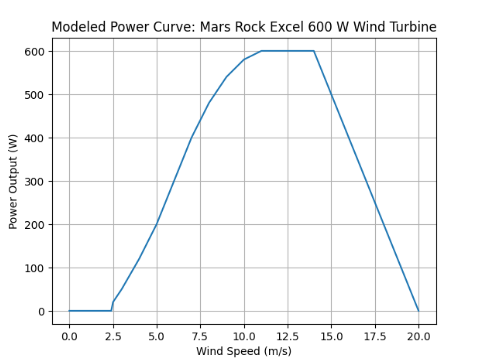 Modeled Power Curve: Mars Rock Excel 600 W Wind Turbine
Power Output (W)
600
500
400
300
200
100
0
0.0 2.5 5.0 7.5 10.0 12.5 15.0 17.5 20.0
Wind Speed (m/s)